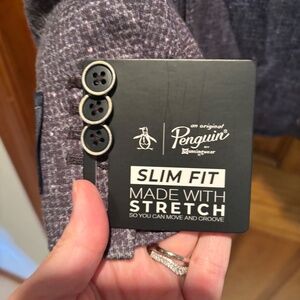 an original
Penguin®
BY
Munsingwear
SLIM FIT
MADE WITH
STRETCH
SO YOU CAN MOVE AND GROOVE